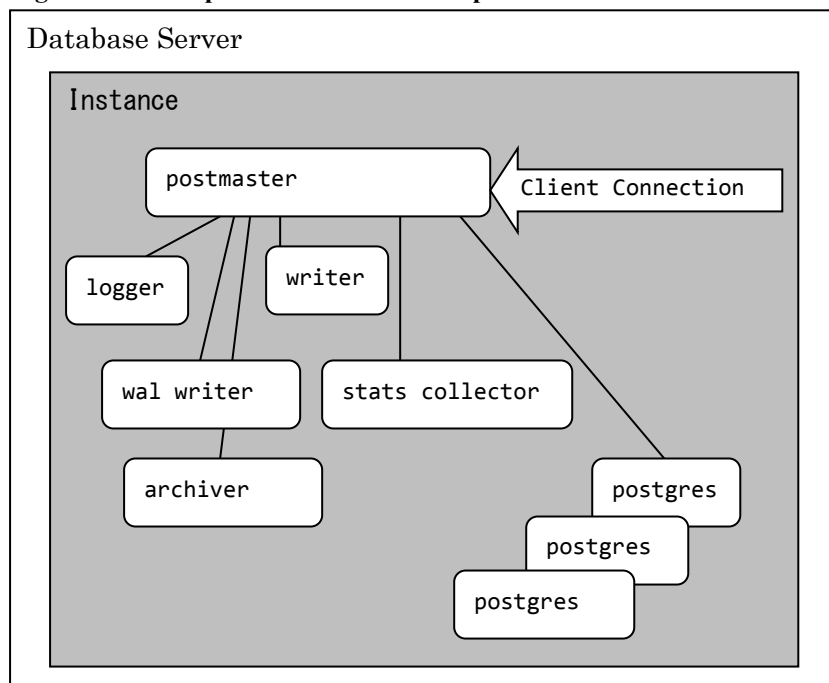 Database Server
Instance
postmaster
Client Connection
logger
writer
wal writer
stats collector
archiver
postgres
postgres
postgres